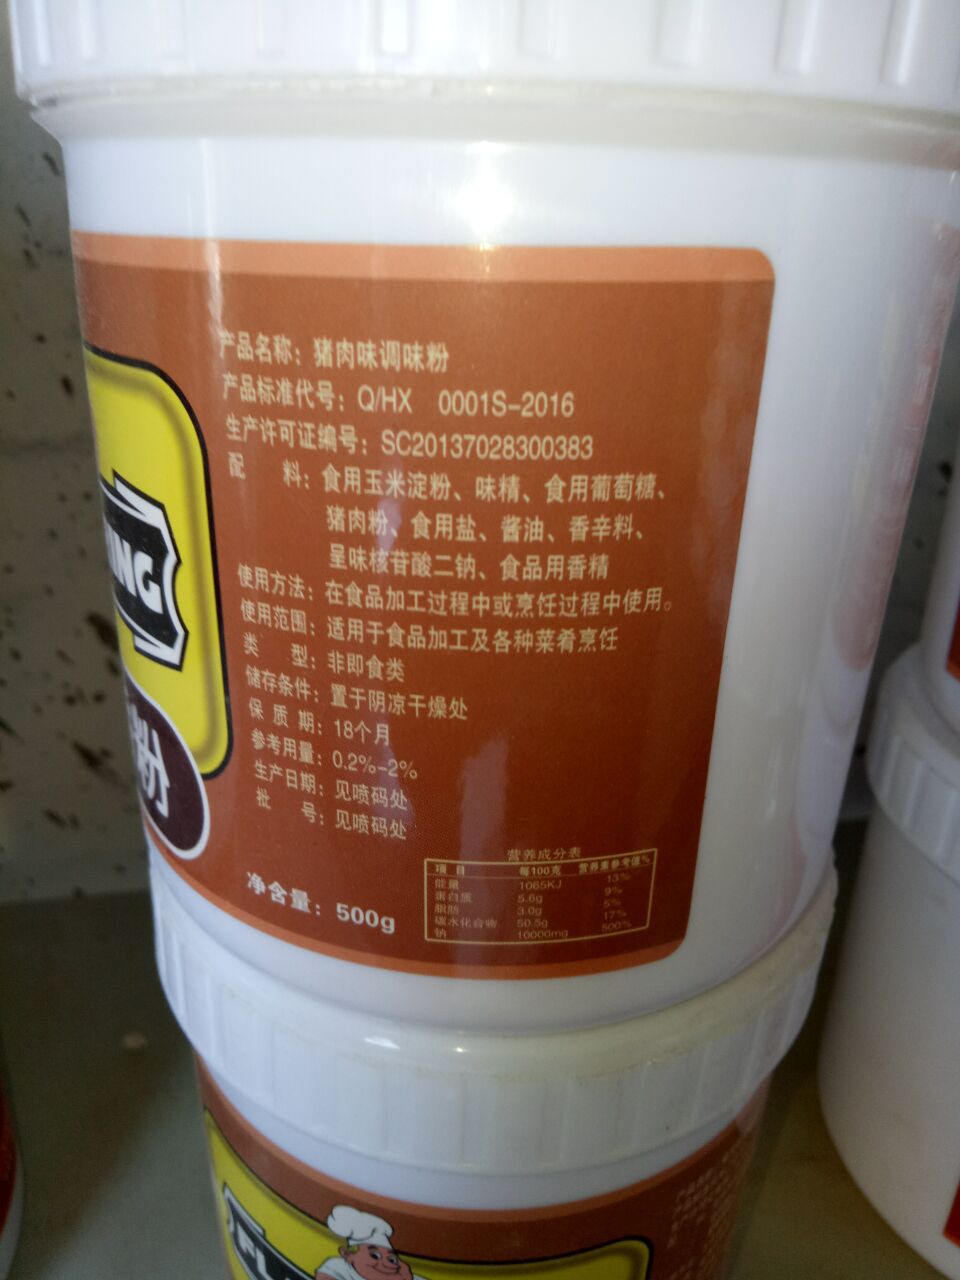 产品名称：猪肉味调味粉
产品标准代号：Q/HX 0001S-2016
生产许可证编号：SC20137028300383
配 料：食用玉米淀粉、味精、食用葡萄糖、
猪肉粉、食用盐、酱油、香辛料、
呈味核苷酸二钠、食品用香精
使用方法：在食品加工过程中或烹饪过程中使用。
使用范围：适用于食品加工及各种菜肴烹饪
类 型：非即食类
储存条件：置于阴凉干燥处
保 质 期：18个月
参考用量：0.2%-2%
生产日期：见喷码处
批 号：见喷码处
净含量：500g
营养成分表
项 目 每100克 营养素参考值%
能量 1065KJ 13%
蛋白质 5.6g 9%
脂肪 3.0g 5%
碳水化合物 50.5g 17%
钠 10000mg 500%
ING
粉
FLA